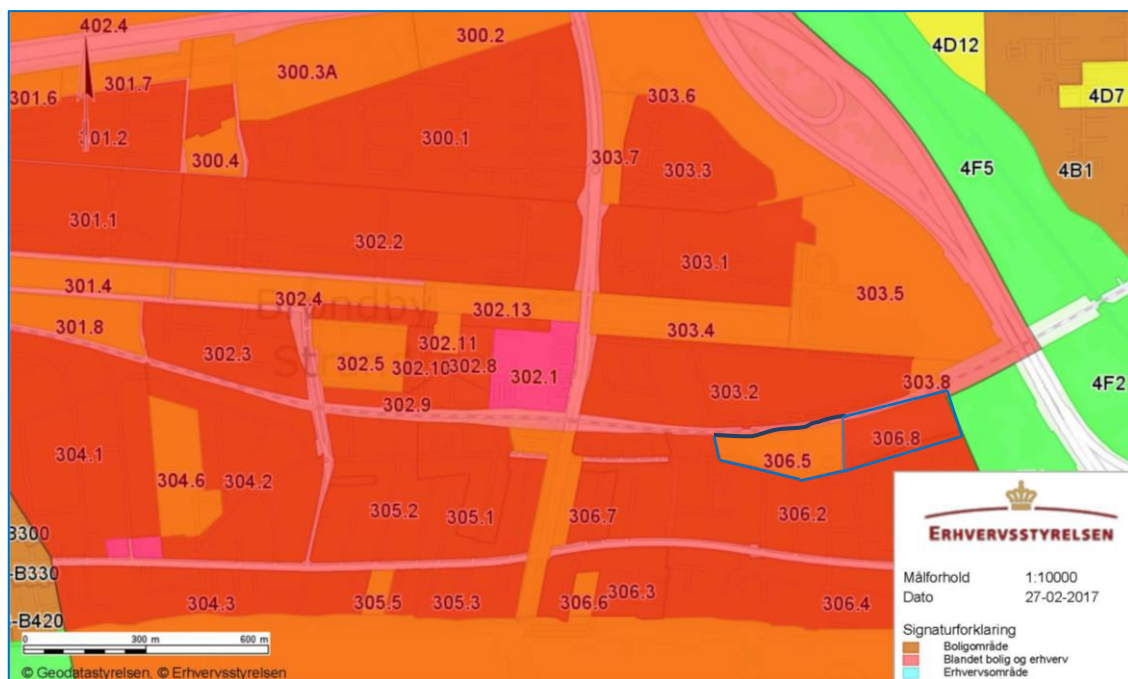 402.4
300.2
4D12
300.3A
301.7
301.6
303.6
4D7
301.2
300.1
300.4
303.7
303.3
4F5
4B1
301.1
302.2
303.1
301.4
302.4
302.13
303.5
Brøndby
Strand
301.8
303.4
302.3
302.11
302.5
302.10
302.8
302.1
303.2
303.8
4F2
302.9
306.8
304.1
306.5
304.6
304.2
305.2
305.1
306.7
306.2
B300
-B330
-B420
304.3
305.5
305.3
306.6
306.3
306.4
ERHVERVSSTYRELSEN
Målforhold 1:10000
Dato 27-02-2017
Signaturforklaring
Boligområde
Blandet bolig og erhverv
Erhvervsområde
0 300 m 600 m
© Geodatastyrelsen, © Erhvervsstyrelsen